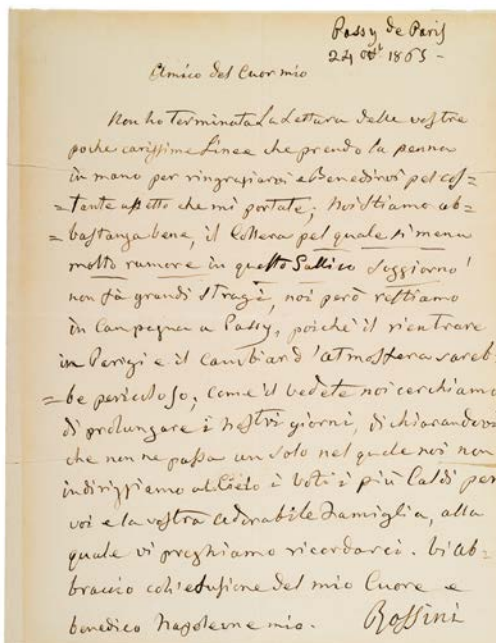 Passy de Paris
24 8bre 1865 -
Amico del Cuor mio
Non ho terminata La Lettura delle vostre
poche carissime Linee che prendo la penna
in mano per ringraziarvi e Benedirvi pel cos=
=tante affetto che mi portate; Noi Stiamo ab=
=bastanza bene, il Collera pel quale si mena
molto rumore in questo Gallico Soggiorno
non fà grandi Stragi, noi però restiamo
in Campagna a Passy, poichè il rientrare
in Parigi e il cambiar d'atmosfera sareb=
=be pericoloso; Come il vedete noi cerchiamo
di prolungare i nostri giorni, dichiarandovi
che non ne passa un solo nel quale noi non
indirizziamo al Cielo i Voti i più Caldi per
voi e la vostra adorabile Famiglia, alla
quale vi preghiamo ricordarci. Vi ab=
braccio coll'effusione del mio Cuore e
benedico Napoleone mio. Rossini